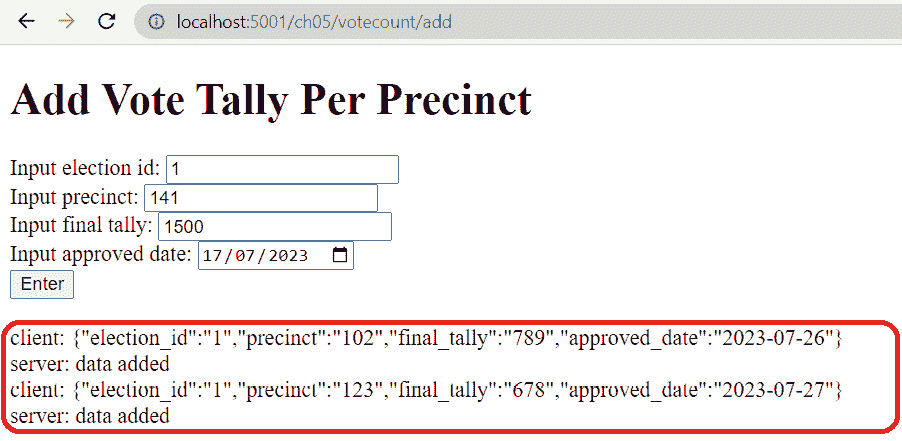 localhost:5001/ch05/votecount/add
Add Vote Tally Per Precinct
Input election id: 1
Input precinct: 141
Input final tally: 1500
Input approved date: 17/07/2023
Enter
client: {"election_id":"1","precinct":"102","final_tally":"789","approved_date":"2023-07-26"}
server: data added
client: {"election_id":"1","precinct":"123","final_tally":"678","approved_date":"2023-07-27"}
server: data added